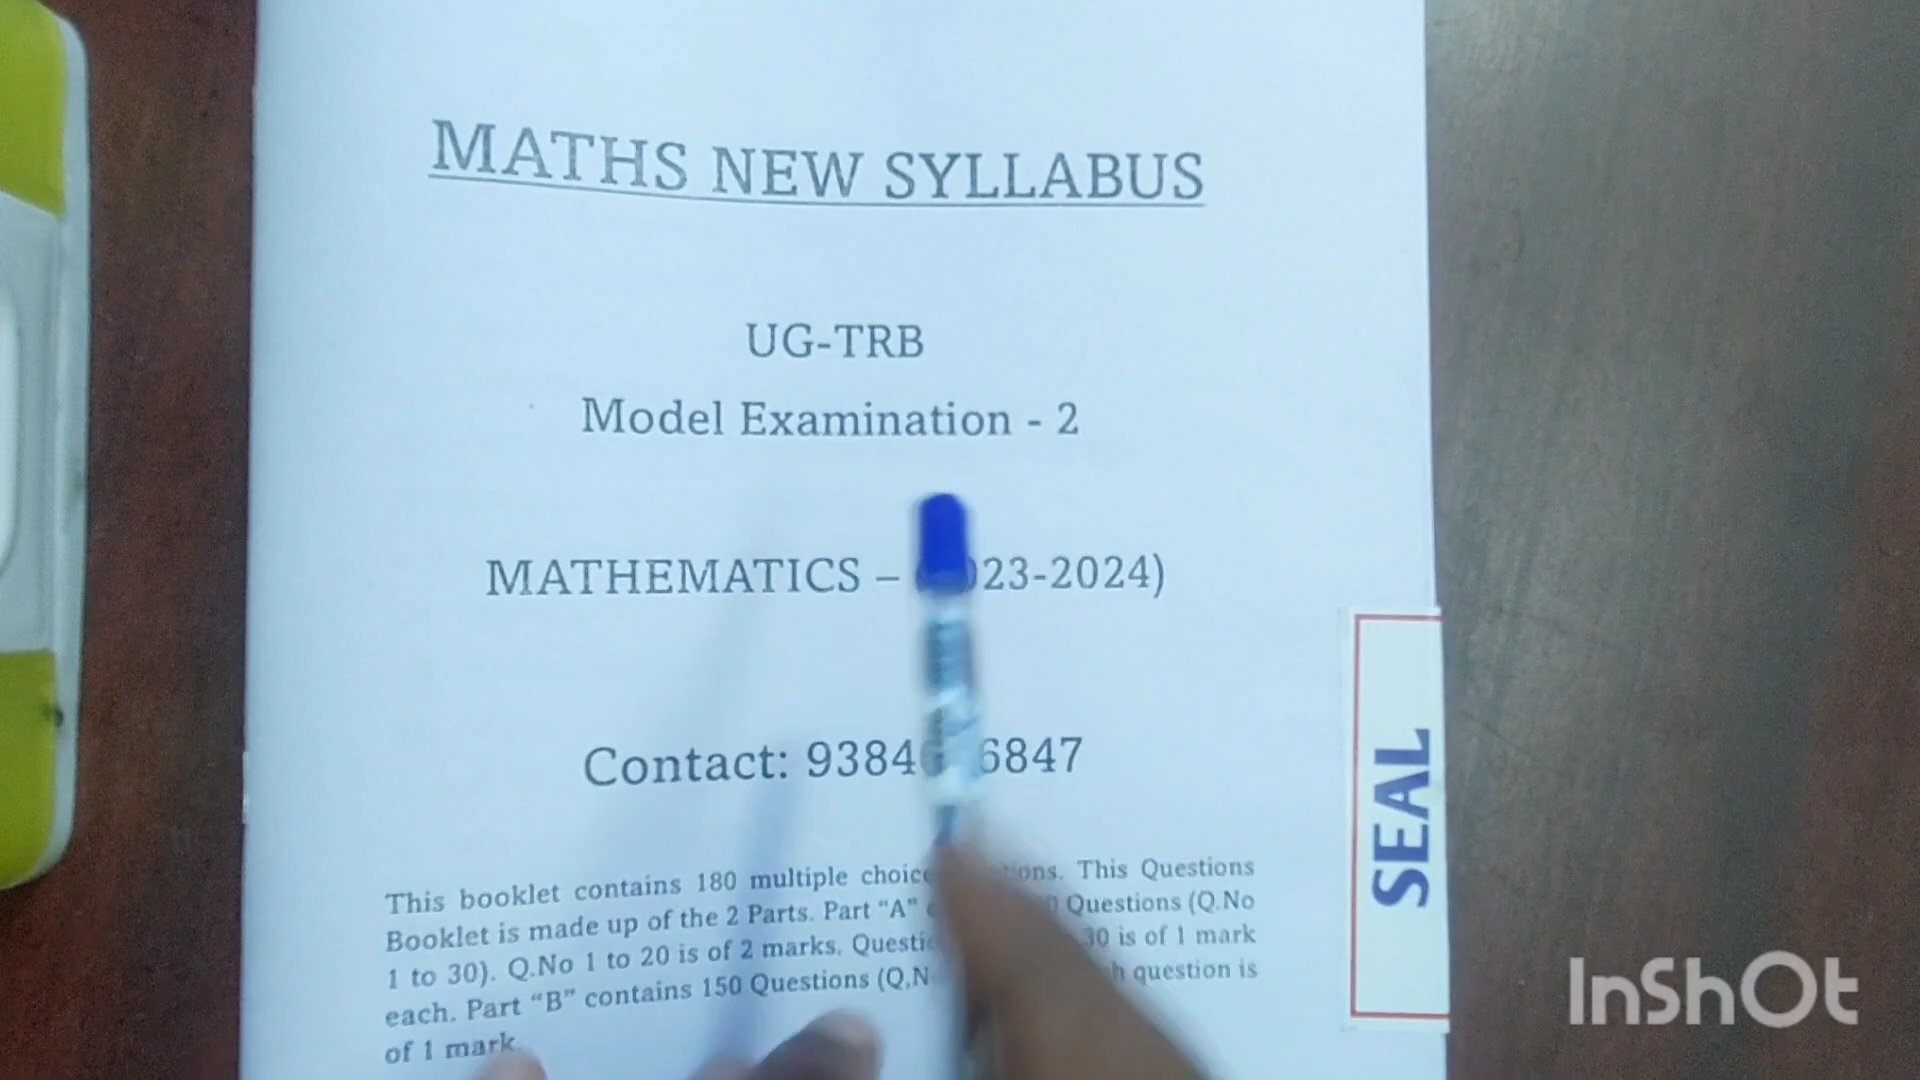 MATHS NEW SYLLABUS
UG-TRB
Model Examination - 2
MATHEMATICS – 023-2024)
Contact: 9384 6847
This booklet contains 180 multiple This Questions
Booklet is made up of the 2 Parts. Part "A" Questions (Q.No
1 to 30). Q.No 1 to 20 is of 2 marks. 30 is of 1 mark
each. Part "B" contains 150 Questions question is
of 1 mark
SEAL
InShOt